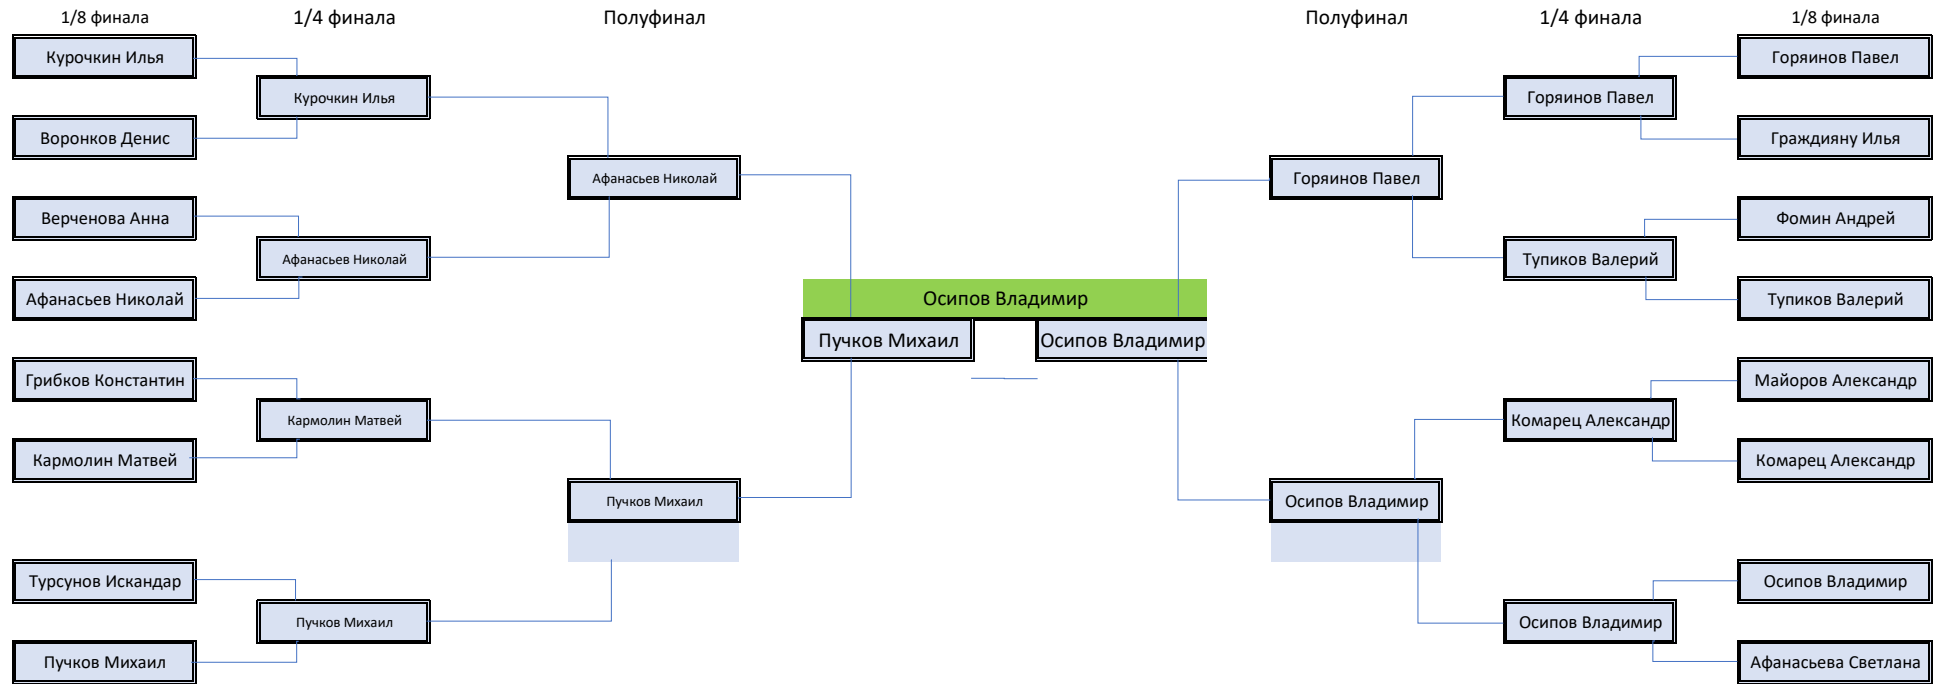 1/8 финала
1/4 финала
Полуфинал
Полуфинал
1/4 финала
1/8 финала
Курочкин Илья
Горяинов Павел
Курочкин Илья
Горяинов Павел
Воронков Денис
Граждияну Илья
Афанасьев Николай
Горяинов Павел
Верченова Анна
Фомин Андрей
Афанасьев Николай
Тупиков Валерий
Афанасьев Николай
Осипов Владимир
Тупиков Валерий
Пучков Михаил
Осипов Владимир
Грибков Константин
Майоров Александр
Кармолин Матвей
Комарец Александр
Кармолин Матвей
Комарец Александр
Пучков Михаил
Осипов Владимир
Турсунов Искандар
Осипов Владимир
Пучков Михаил
Осипов Владимир
Пучков Михаил
Афанасьева Светлана